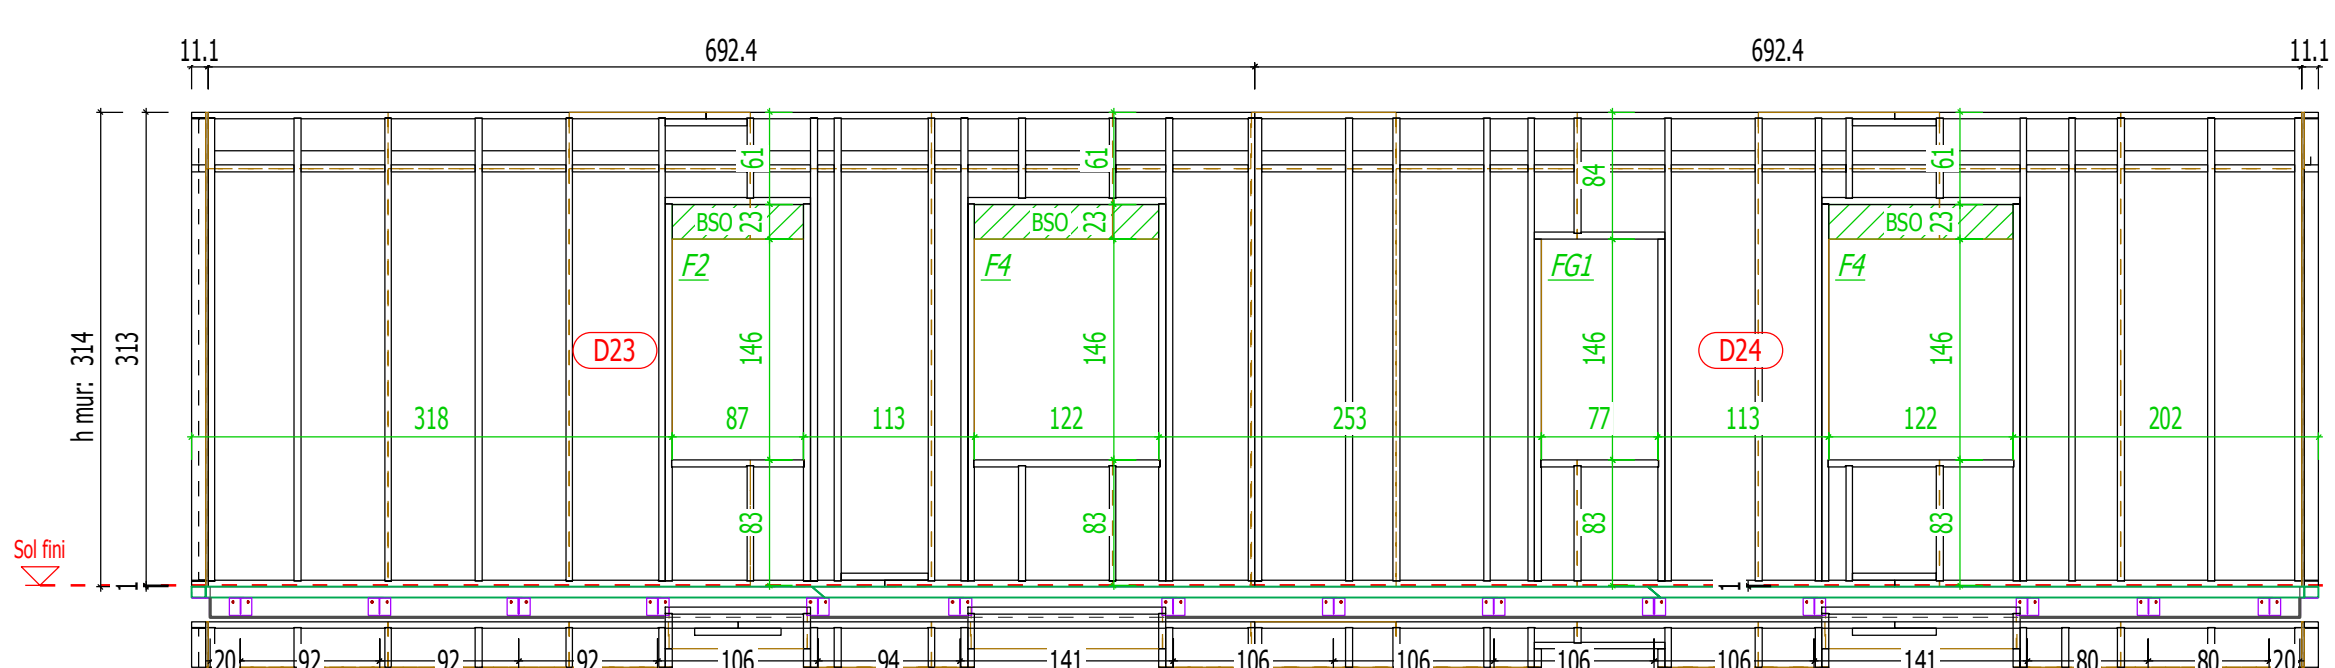 11.1 692.4 692.4 11.1
61 61 84 61
BSO 23 BSO 23 BSO 23
F2 F4 FG1 F4
h mur: 314
313
D23 146 146 146 D24 146
318 87 113 122 253 77 113 122 202
83 83 83 83
Sol fini
1 1
20 92 92 92 106 94 141 106 106 106 106 141 80 80 20